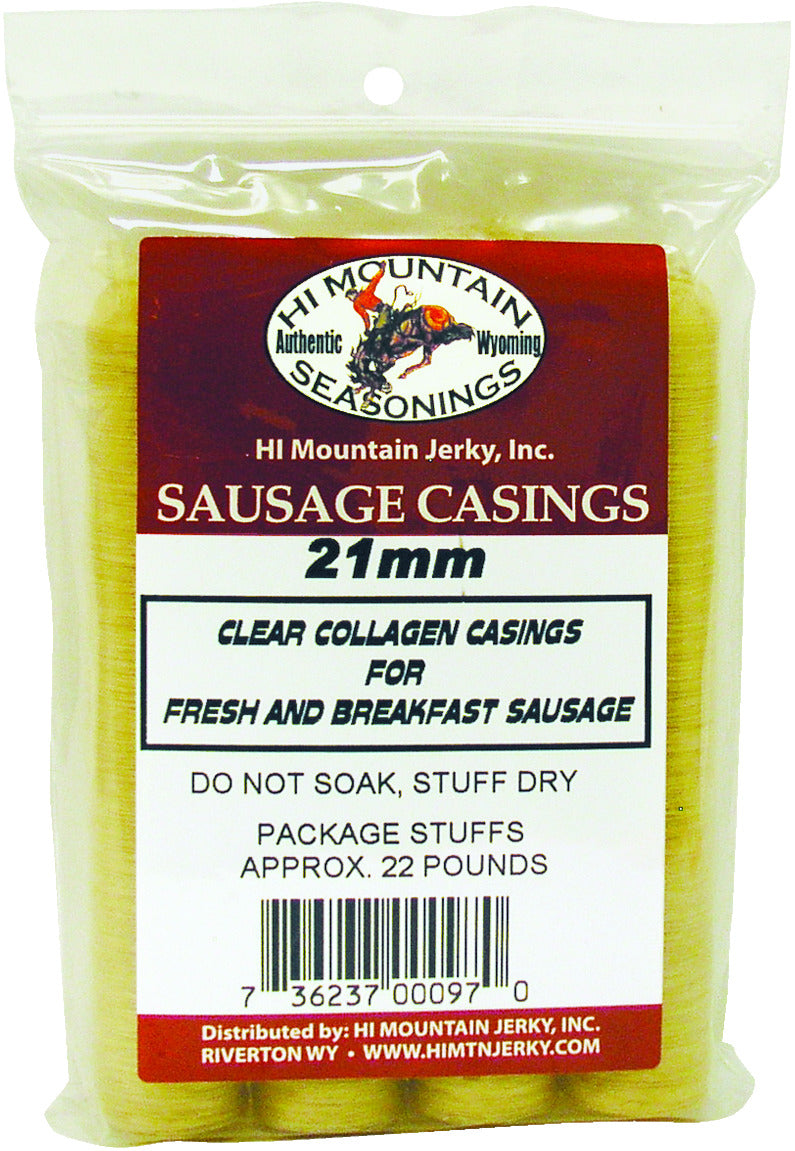 HI MOUNTAIN
Authentic Wyoming
SEASONINGS
HI Mountain Jerky, Inc.
SAUSAGE CASINGS
21mm
CLEAR COLLAGEN CASINGS
FOR
FRESH AND BREAKFAST SAUSAGE
DO NOT SOAK, STUFF DRY
PACKAGE STUFFS
APPROX. 22 POUNDS
7 36237 00097 0
Distributed by: HI MOUNTAIN JERKY, INC.
RIVERTON WY • WWW.HIMTNJERKY.COM